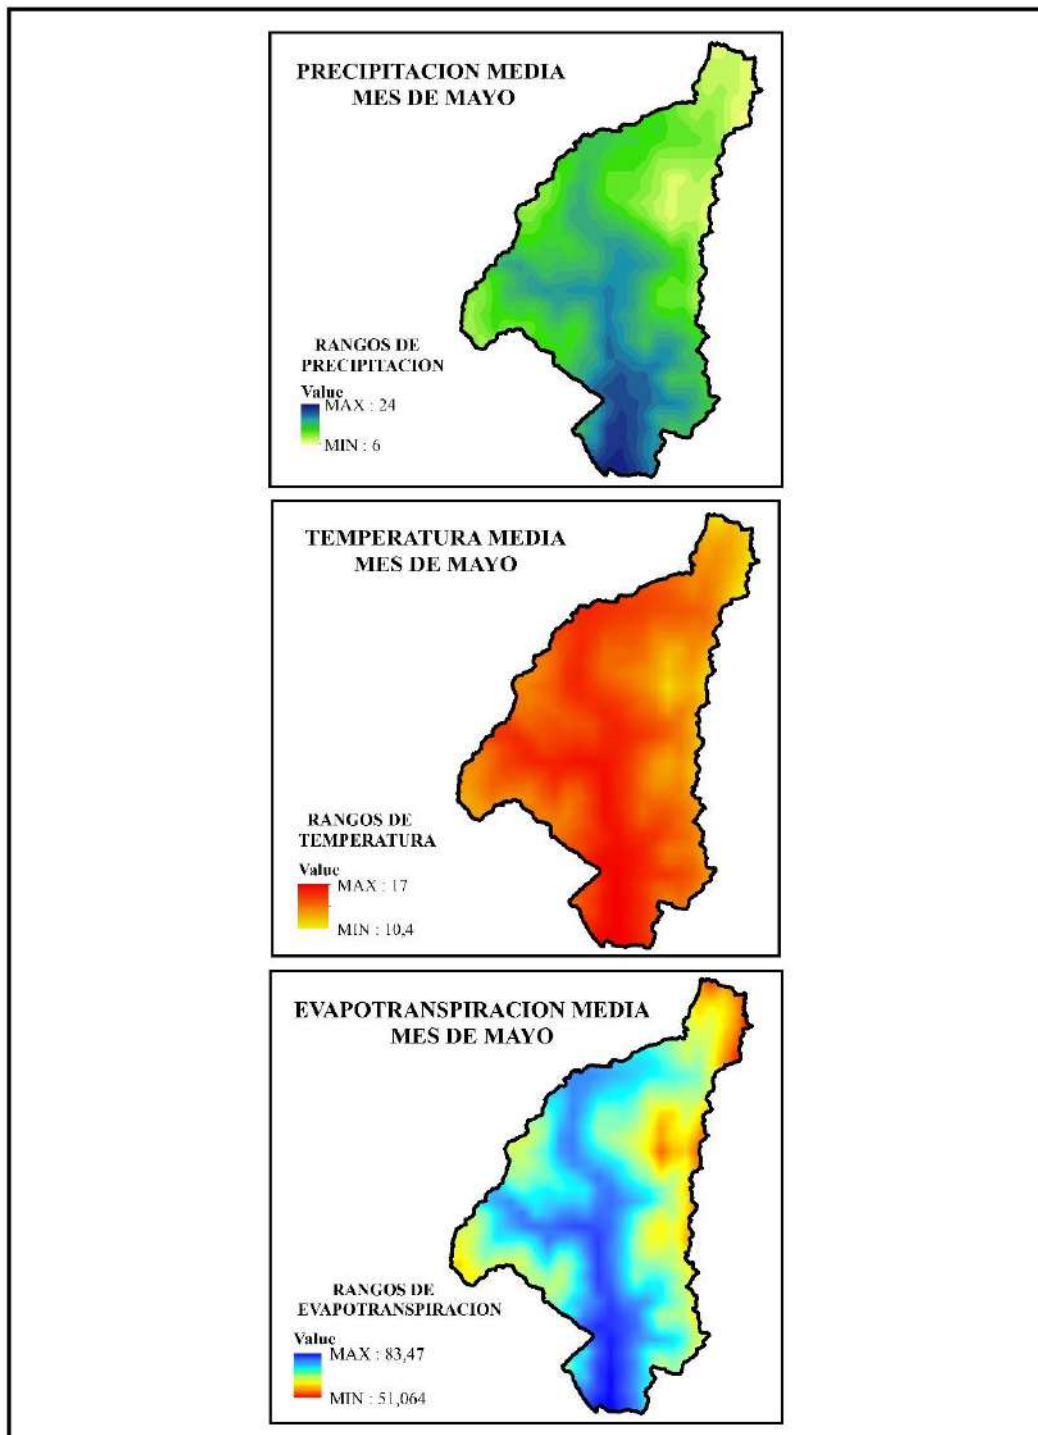 PRECIPITACION MEDIA
MES DE MAYO
RANGOS DE
PRECIPITACION
Value
MAX : 24
MIN : 6
TEMPERATURA MEDIA
MES DE MAYO
RANGOS DE
TEMPERATURA
Value
MAX : 17
MIN : 10,4
EVAPOTRANSPIRACION MEDIA
MES DE MAYO
RANGOS DE
EVAPOTRANSPIRACION
Value
MAX : 83,47
MIN : 51,064